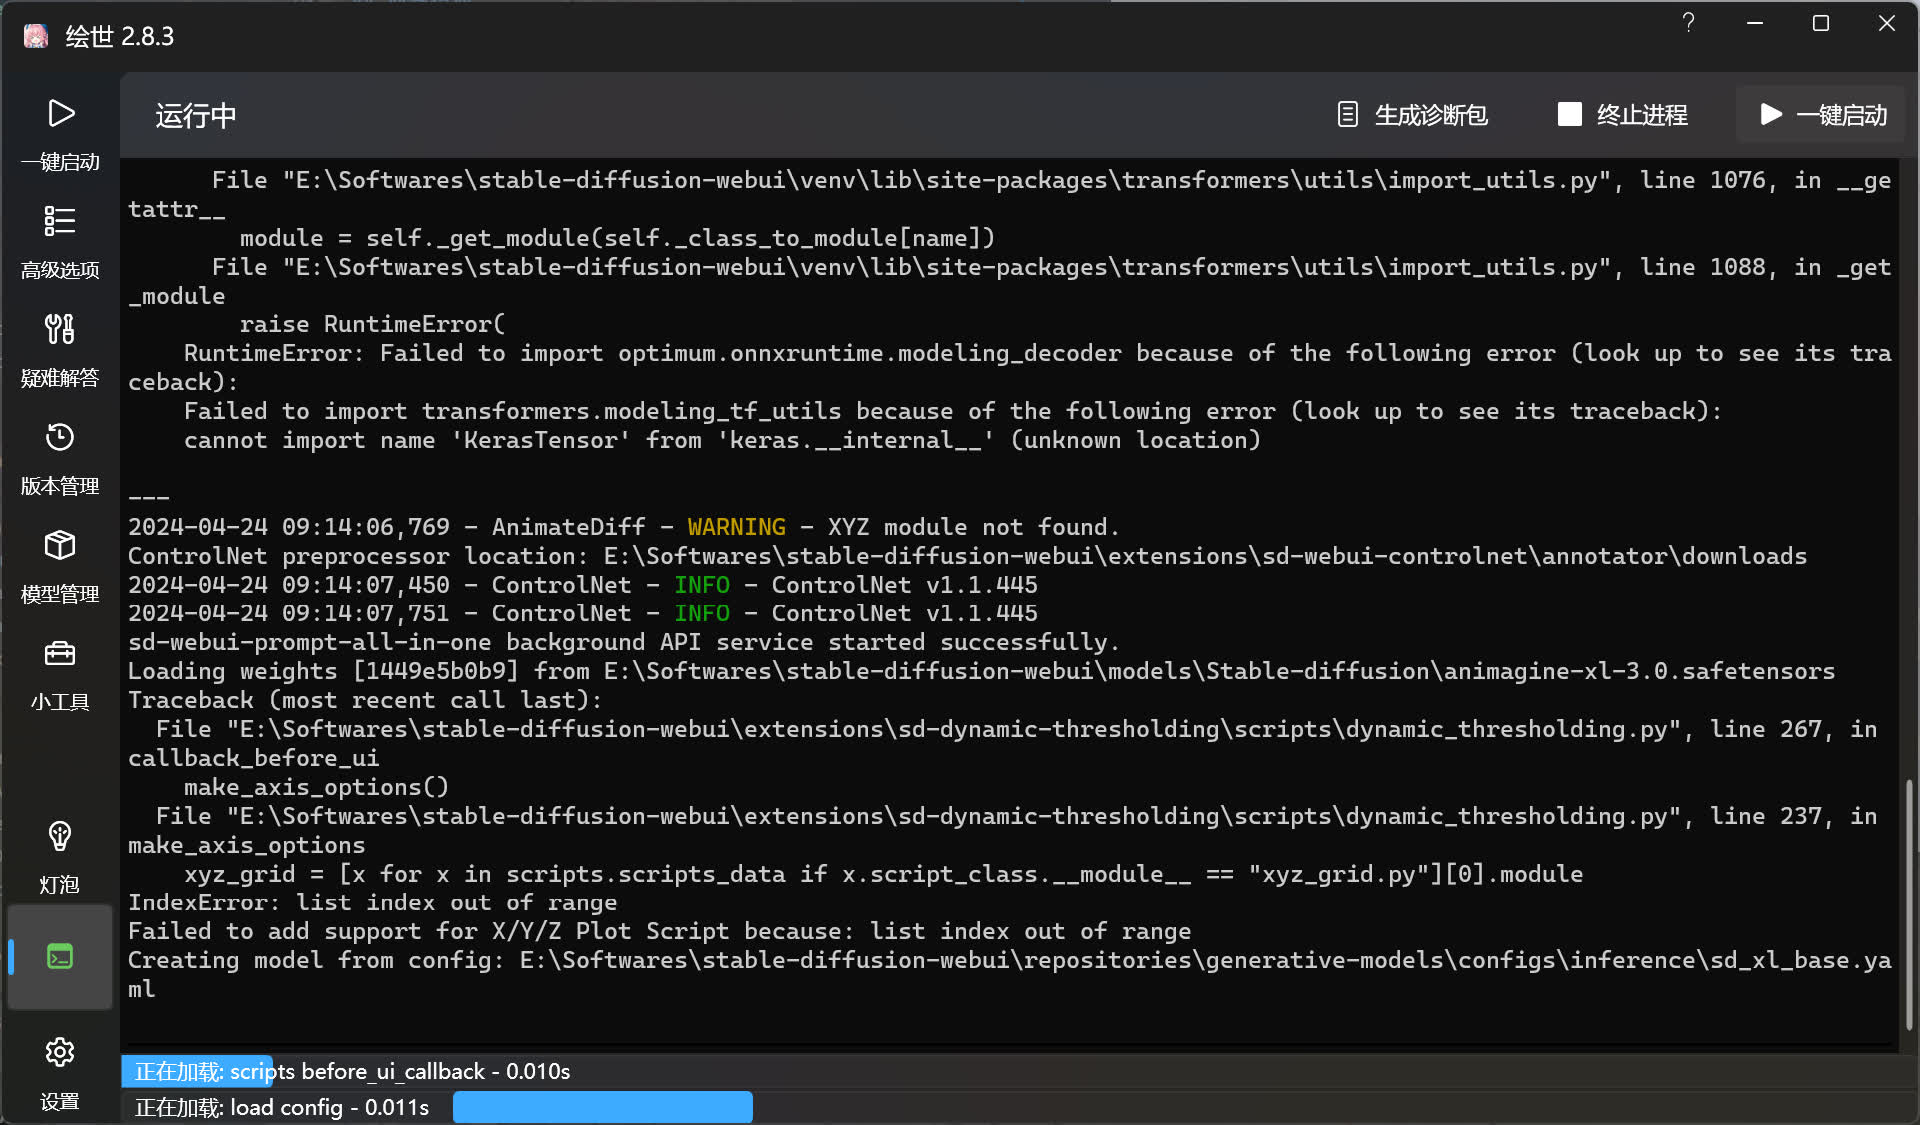 绘世 2.8.3
?
运行中
生成诊断包
终止进程
一键启动
一键启动
高级选项
疑难解答
版本管理
模型管理
小工具
灯泡
设置
File "E:\Softwares\stable-diffusion-webui\venv\lib\site-packages\transformers\utils\import_utils.py", line 1076, in __ge
tattr__
module = self._get_module(self._class_to_module[name])
File "E:\Softwares\stable-diffusion-webui\venv\lib\site-packages\transformers\utils\import_utils.py", line 1088, in _get
_module
raise RuntimeError(
RuntimeError: Failed to import optimum.onnxruntime.modeling_decoder because of the following error (look up to see its tra
ceback):
Failed to import transformers.modeling_tf_utils because of the following error (look up to see its traceback):
cannot import name 'KerasTensor' from 'keras.__internal__' (unknown location)
---
2024-04-24 09:14:06,769 - AnimateDiff - WARNING - XYZ module not found.
ControlNet preprocessor location: E:\Softwares\stable-diffusion-webui\extensions\sd-webui-controlnet\annotator\downloads
2024-04-24 09:14:07,450 - ControlNet - INFO - ControlNet v1.1.445
2024-04-24 09:14:07,751 - ControlNet - INFO - ControlNet v1.1.445
sd-webui-prompt-all-in-one background API service started successfully.
Loading weights [1449e5b0b9] from E:\Softwares\stable-diffusion-webui\models\Stable-diffusion\animagine-xl-3.0.safetensors
Traceback (most recent call last):
File "E:\Softwares\stable-diffusion-webui\extensions\sd-dynamic-thresholding\scripts\dynamic_thresholding.py", line 267, in
callback_before_ui
make_axis_options()
File "E:\Softwares\stable-diffusion-webui\extensions\sd-dynamic-thresholding\scripts\dynamic_thresholding.py", line 237, in
make_axis_options
xyz_grid = [x for x in scripts.scripts_data if x.script_class.__module__ == "xyz_grid.py"][0].module
IndexError: list index out of range
Failed to add support for X/Y/Z Plot Script because: list index out of range
Creating model from config: E:\Softwares\stable-diffusion-webui\repositories\generative-models\configs\inference\sd_xl_base.ya
ml
正在加载: scripts before_ui_callback - 0.010s
正在加载: load config - 0.011s